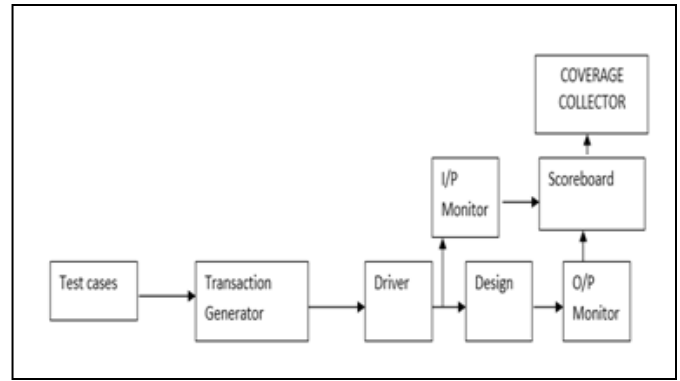 COVERAGE
COLLECTOR
I/P
Monitor
Scoreboard
Test cases
Transaction
Generator
Driver
Design
O/P
Monitor